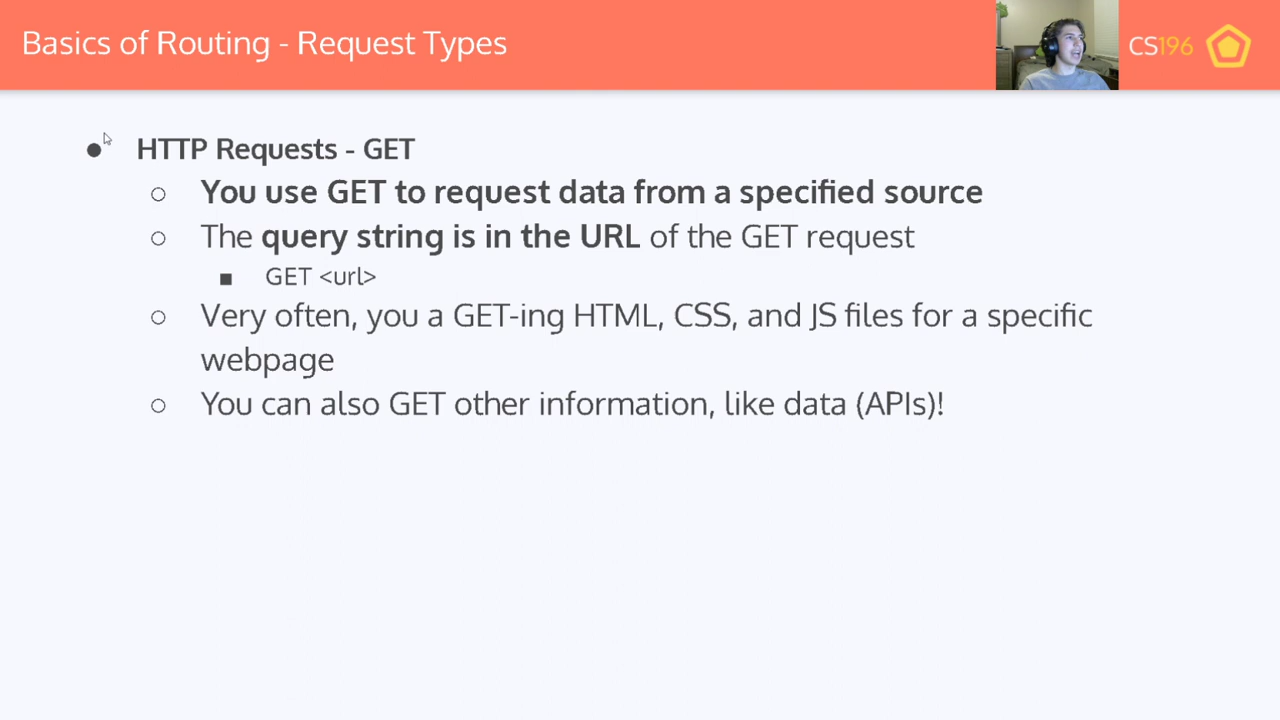 Basics of Routing - Request Types
CS196
● HTTP Requests - GET
○ You use GET to request data from a specified source
○ The query string is in the URL of the GET request
■ GET <url>
○ Very often, you a GET-ing HTML, CSS, and JS files for a specific
webpage
○ You can also GET other information, like data (APIs)!